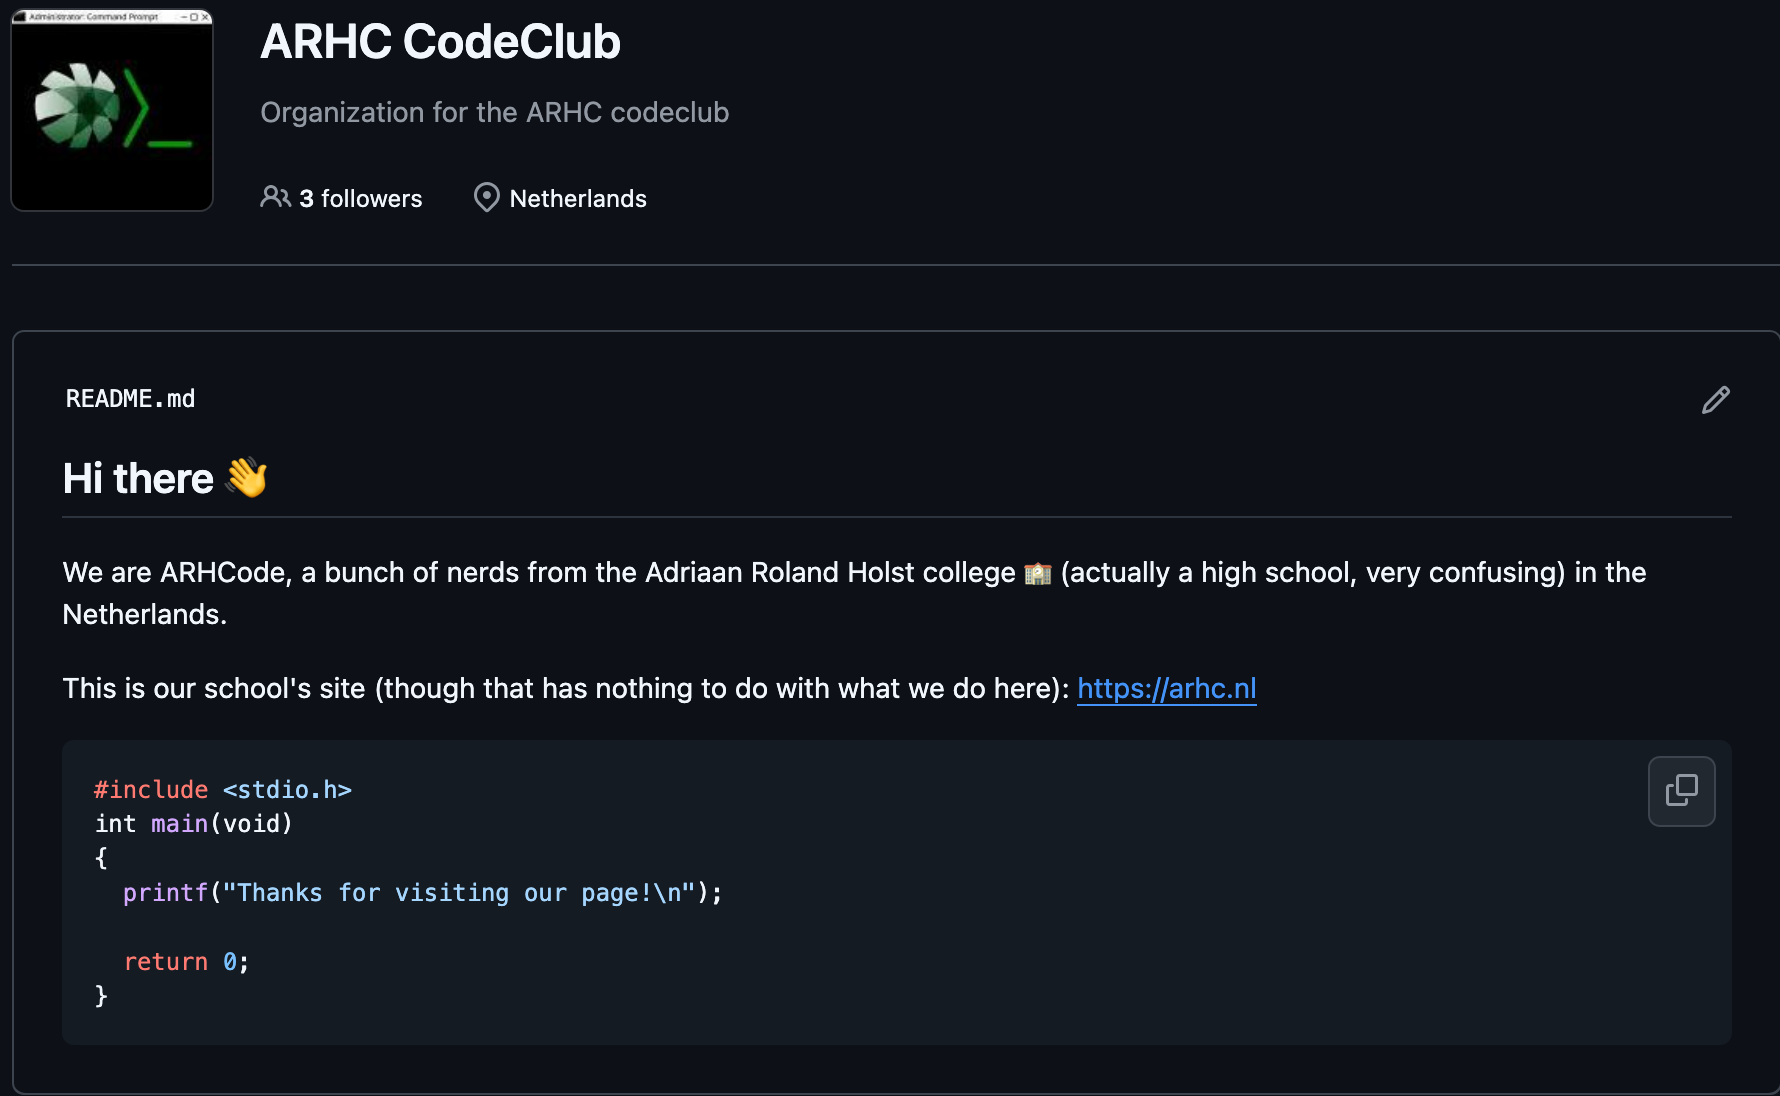 Administrator: Command Prompt
ARHC CodeClub
Organization for the ARHC codeclub
3 followers
Netherlands
README.md
Hi there 👋
We are ARHCode, a bunch of nerds from the Adriaan Roland Holst college 🏫 (actually a high school, very confusing) in the
Netherlands.
This is our school's site (though that has nothing to do with what we do here): https://arhc.nl
#include <stdio.h>
int main(void)
{
  printf("Thanks for visiting our page!\n");
  return 0;
}